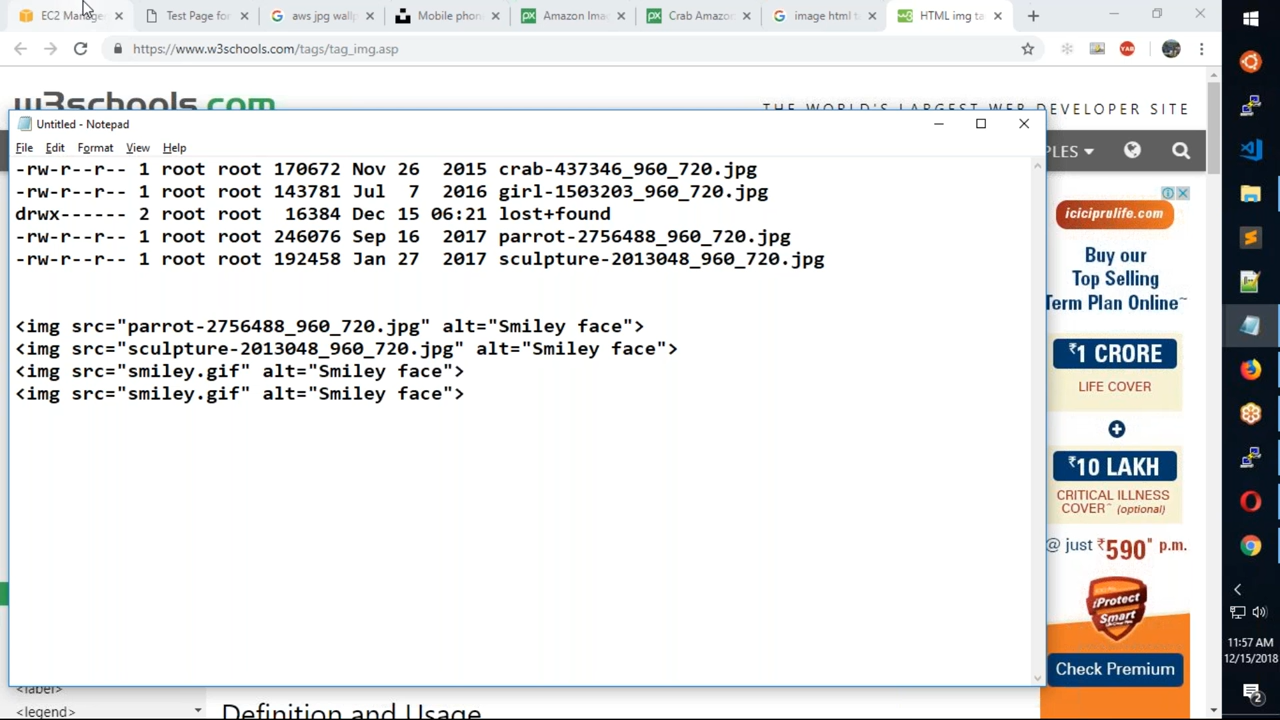 EC2 Manage
Test Page for
aws jpg wallp
Mobile phon
Amazon Ima
Crab Amazo
image html t
HTML img ta
https://www.w3schools.com/tags/tag_img.asp
w3schools.com
THE WORLD'S LARGEST WEB DEVELOPER SITE
PLES
Untitled - Notepad
File Edit Format View Help
-rw-r--r-- 1 root root 170672 Nov 26  2015 crab-437346_960_720.jpg
-rw-r--r-- 1 root root 143781 Jul  7  2016 girl-1503203_960_720.jpg
drwx------ 2 root root  16384 Dec 15 06:21 lost+found
-rw-r--r-- 1 root root 246076 Sep 16  2017 parrot-2756488_960_720.jpg
-rw-r--r-- 1 root root 192458 Jan 27  2017 sculpture-2013048_960_720.jpg
<img src="parrot-2756488_960_720.jpg" alt="Smiley face">
<img src="sculpture-2013048_960_720.jpg" alt="Smiley face">
<img src="smiley.gif" alt="Smiley face">
<img src="smiley.gif" alt="Smiley face">
iciciprulife.com
Buy our
Top Selling
Term Plan Online~
₹1 CRORE
LIFE COVER
₹10 LAKH
CRITICAL ILLNESS
COVER^ (optional)
@ just ₹590* p.m.
iProtect
Smart
Check Premium
<label>
<legend>
Definition and Usage
11:57 AM
12/15/2018
2